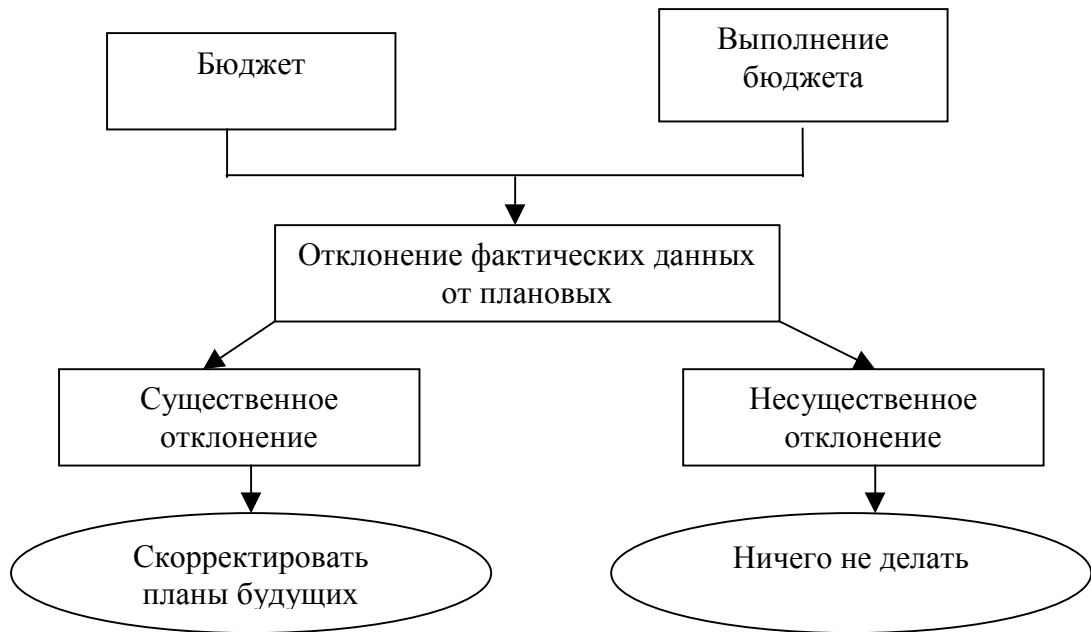 Бюджет
Выполнение
бюджета
Отклонение фактических данных
от плановых
Существенное
отклонение
Несущественное
отклонение
Скорректировать
планы будущих
Ничего не делать